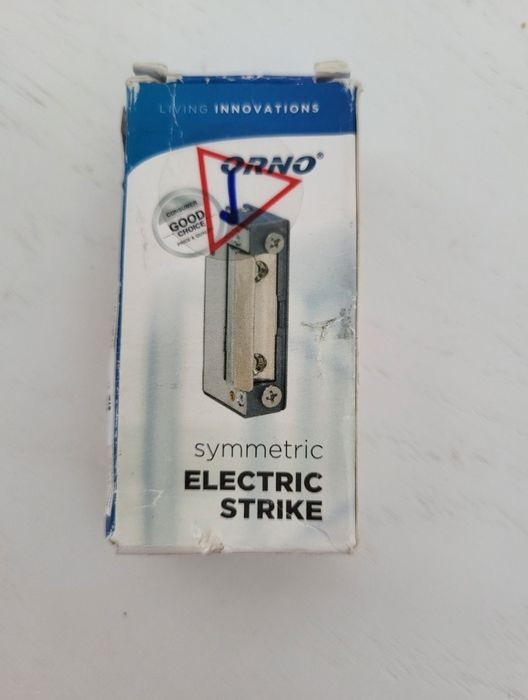 LIVING INNOVATIONS
ORNO®
CONSUMER
GOOD
CHOICE
symmetric
ELECTRIC
STRIKE